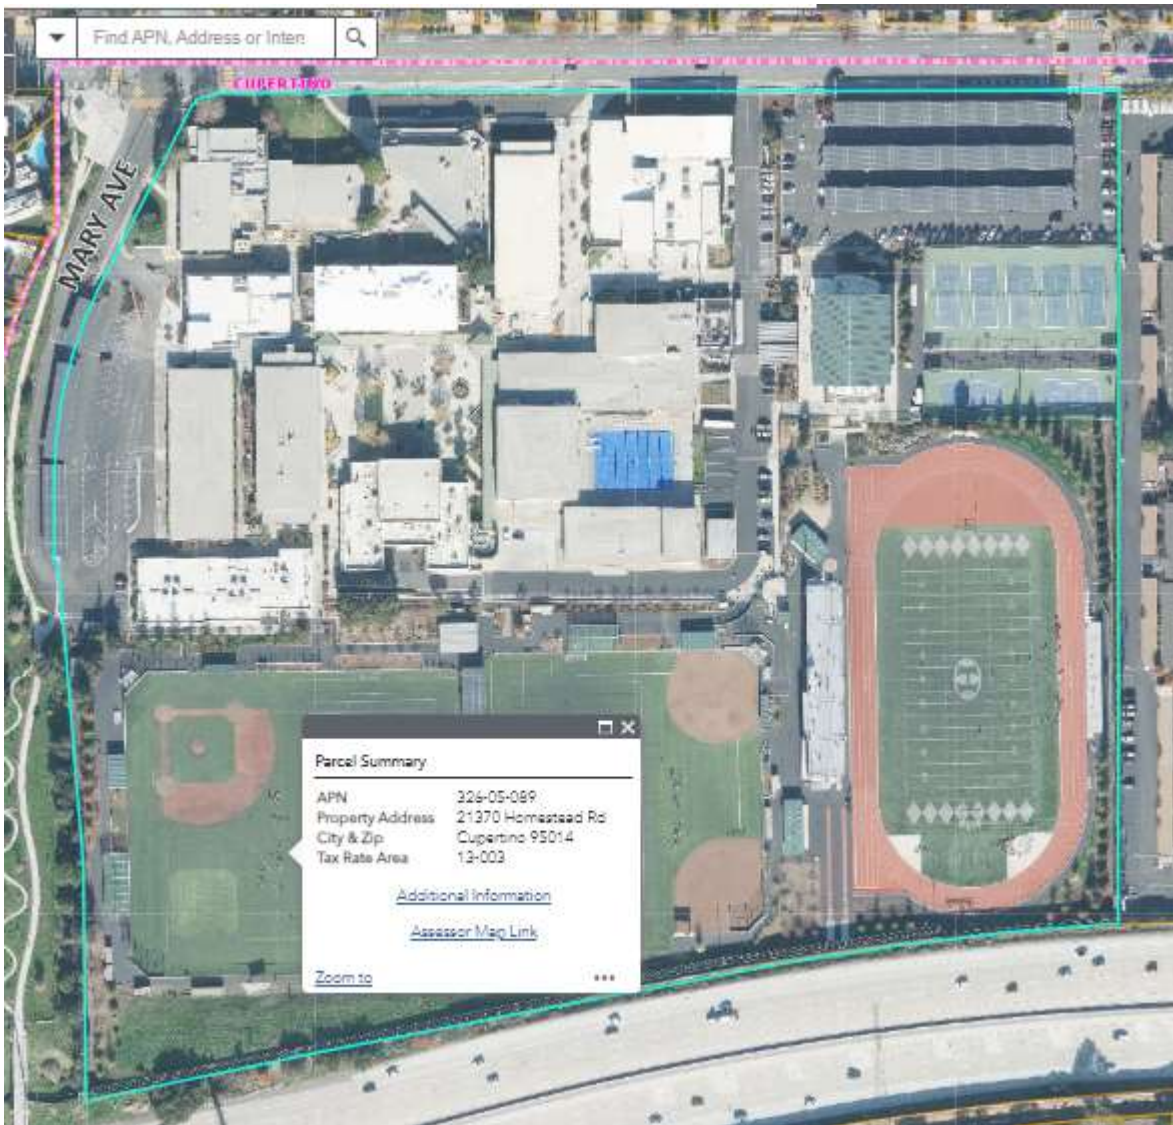 Find APN, Address or Inters
CUPERTINO
MARY AVE
Parcel Summary
APN 326-05-089
Property Address 21370 Homestead Rd
City & Zip Cupertino 95014
Tax Rate Area 13-003
Additional Information
Assessor Map Link
Zoom to